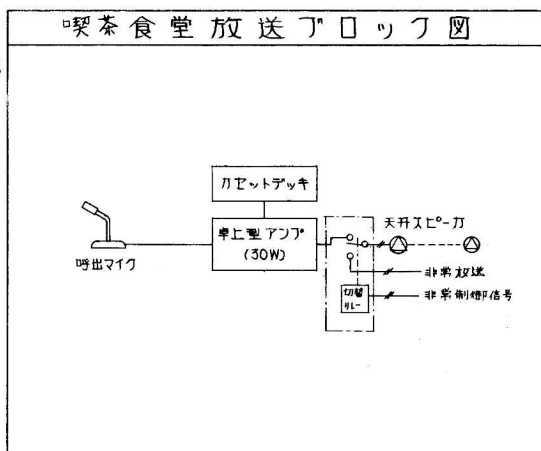 喫茶食堂放送ブロック図
カセットデッキ
卓上型アンプ
(30W)
呼出マイク
天井スピーカ
非常放送
切替
リレー
非常制御信号